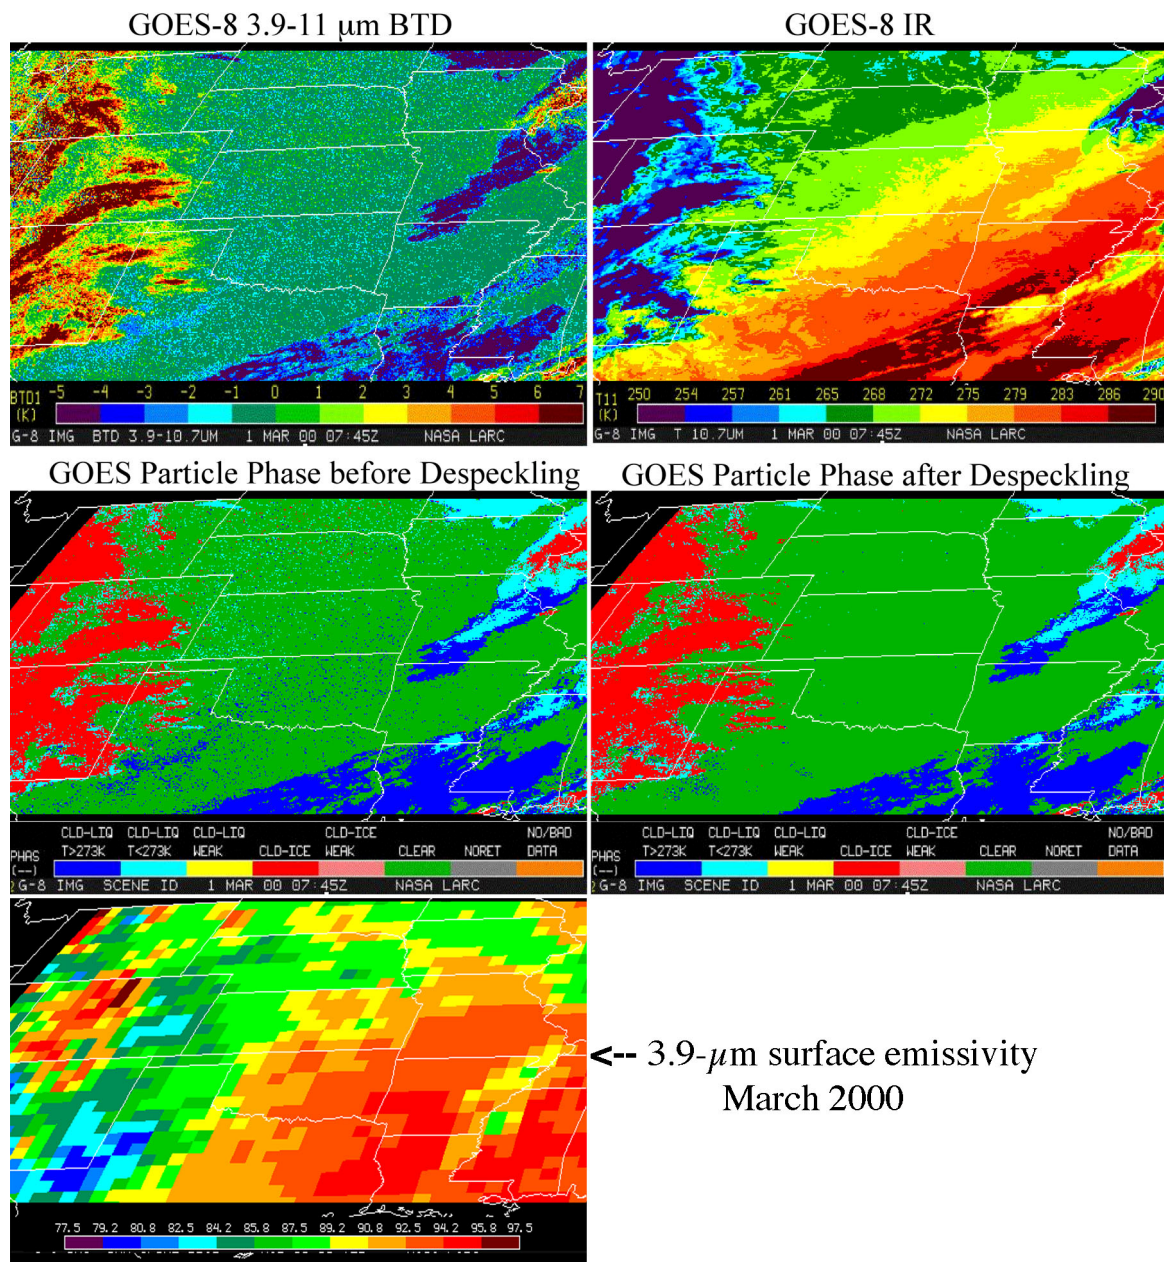 GOES-8 3.9-11 µm BTD
GOES-8 IR
BTD1 -5 -4 -3 -2 -1 0 1 2 3 4 5 6 7
(K)
G-8 IMG BTD 3.9-10.7UM 1 MAR 00 07:45Z NASA LARC
T11 250 254 257 261 265 268 272 275 279 283 286 290
(K)
G-8 IMG T 10.7UM 1 MAR 00 07:45Z NASA LARC
GOES Particle Phase before Despeckling
GOES Particle Phase after Despeckling
CLD-LIQ CLD-LIQ CLD-LIQ CLD-ICE NO/BAD
PHAS T>273K T<273K WEAK CLD-ICE WEAK CLEAR NORET DATA
(--)
2 G-8 IMG SCENE ID 1 MAR 00 07:45Z NASA LARC
CLD-LIQ CLD-LIQ CLD-LIQ CLD-ICE NO/BAD
PHAS T>273K T<273K WEAK CLD-ICE WEAK CLEAR NORET DATA
(--)
2 G-8 IMG SCENE ID 1 MAR 00 07:45Z NASA LARC
<-- 3.9-µm surface emissivity
March 2000
77.5 79.2 80.8 82.5 84.2 85.8 87.5 89.2 90.8 92.5 94.2 95.8 97.5